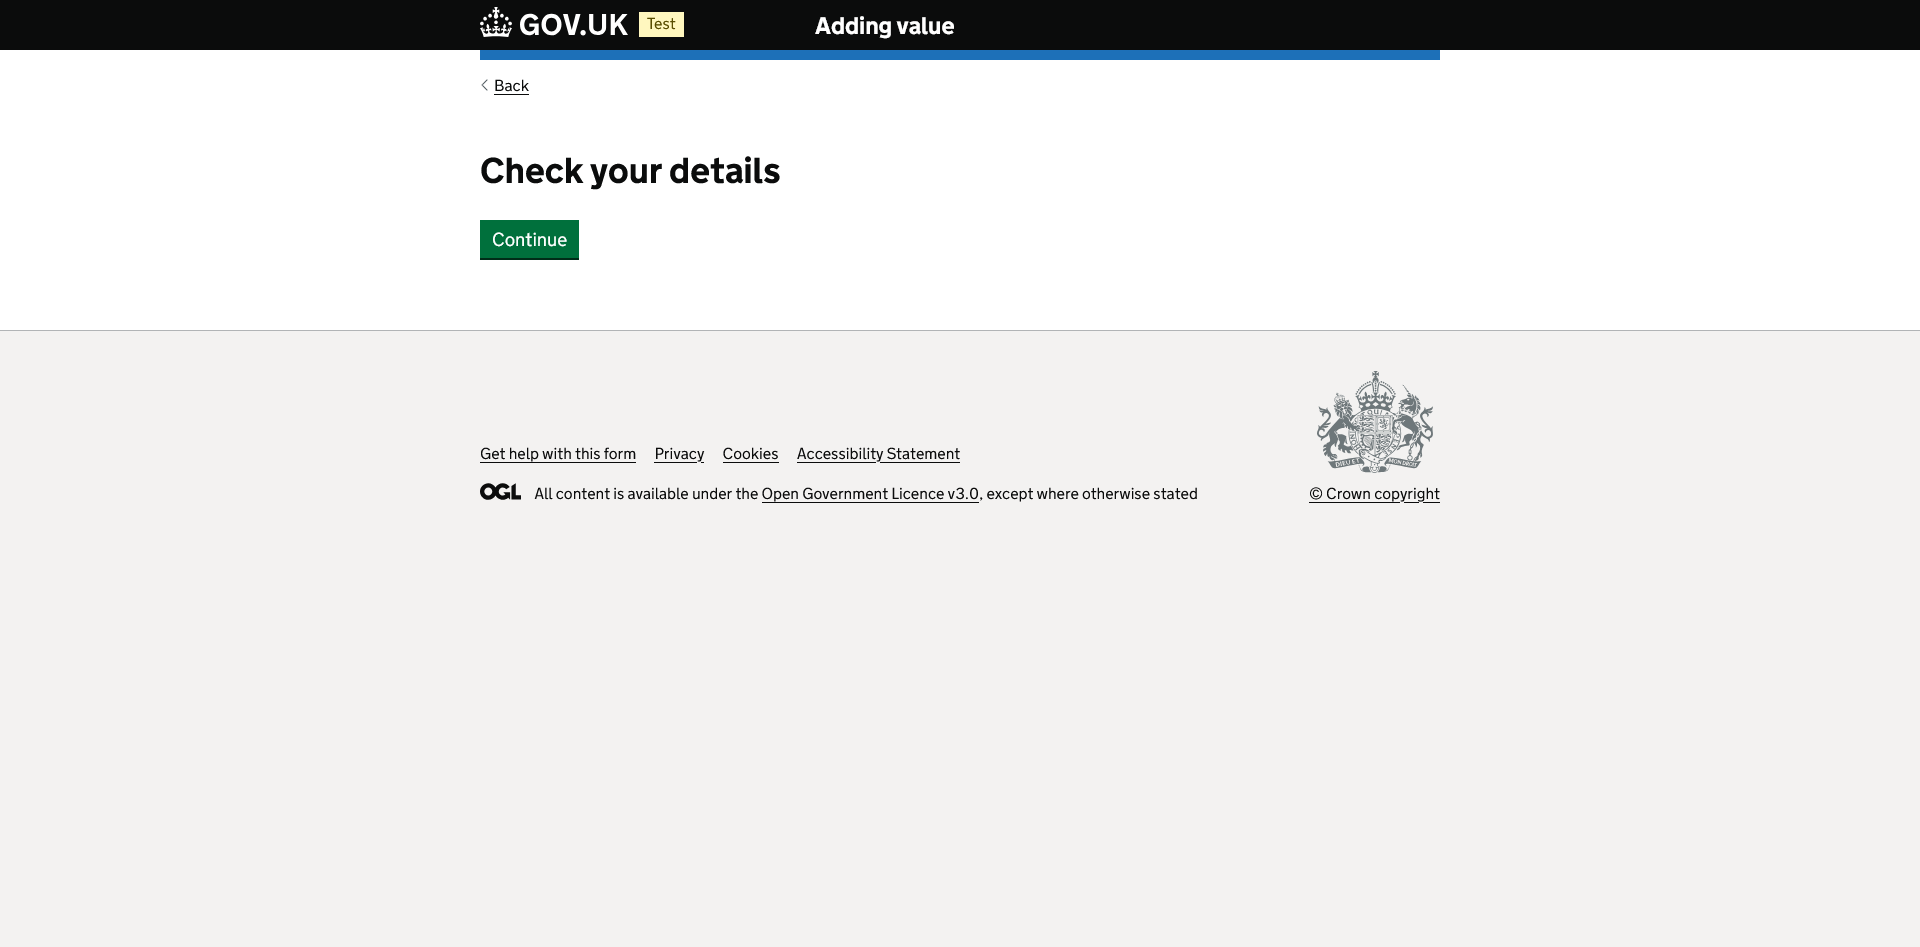 GOV.UK Test Adding value
Back
Check your details
Continue
Get help with this form Privacy Cookies Accessibility Statement
OGL All content is available under the Open Government Licence v3.0, except where otherwise stated
© Crown copyright